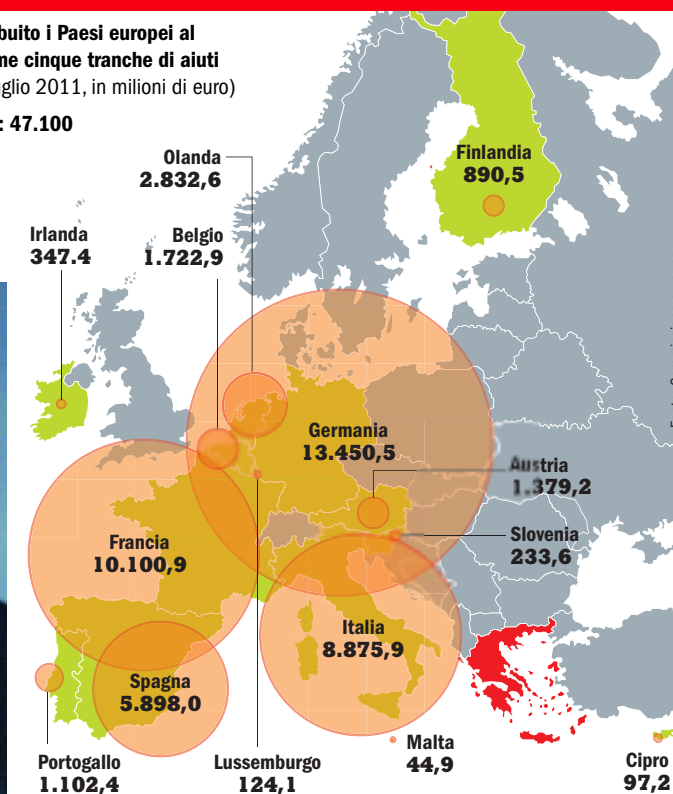 buito i Paesi europei al
me cinque tranche di aiuti
glio 2011, in milioni di euro)
: 47.100
Olanda
2.832,6
Finlandia
890,5
Irlanda
347.4
Belgio
1.722,9
Germania
13.450,5
Austria
1.379,2
Slovenia
233,6
Francia
10.100,9
Italia
8.875,9
Spagna
5.898,0
Portogallo
1.102,4
Lussemburgo
124,1
Malta
44,9
Cipro
97,2